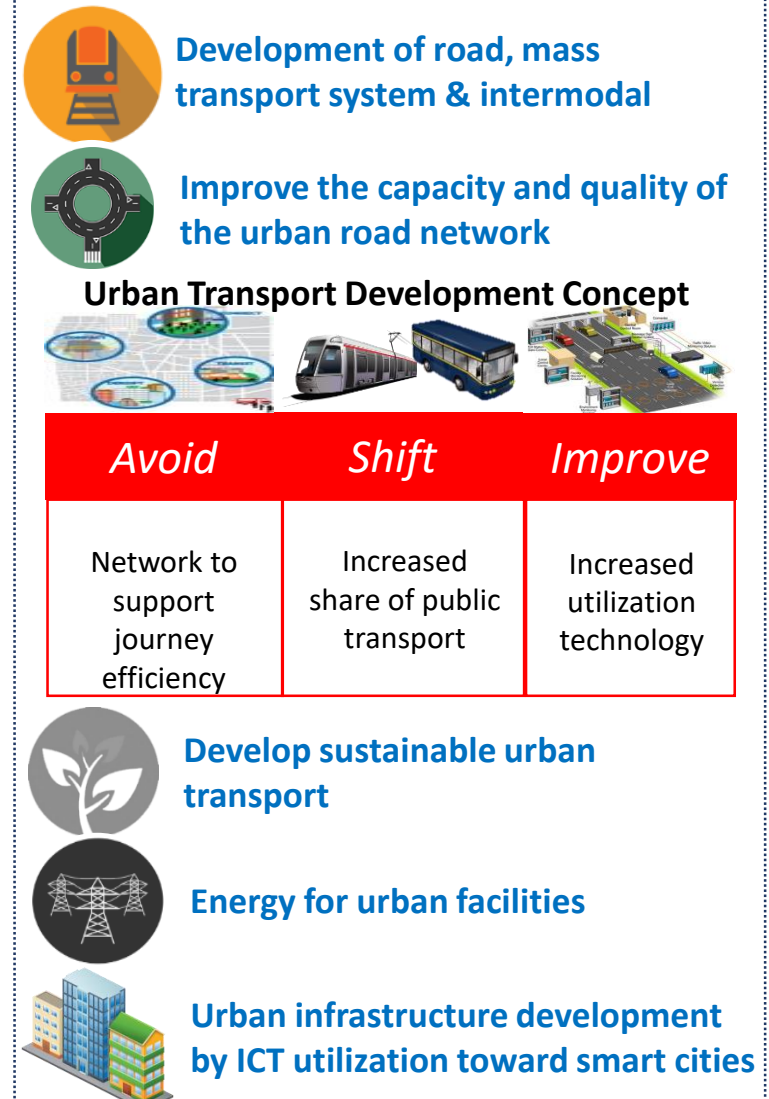 Development of road, mass
transport system & intermodal
Improve the capacity and quality of
the urban road network
Urban Transport Development Concept
Avoid
Shift
Improve
Network to
support
journey
efficiency
Increased
share of public
transport
Increased
utilization
technology
Develop sustainable urban
transport
Energy for urban facilities
Urban infrastructure development
by ICT utilization toward smart cities